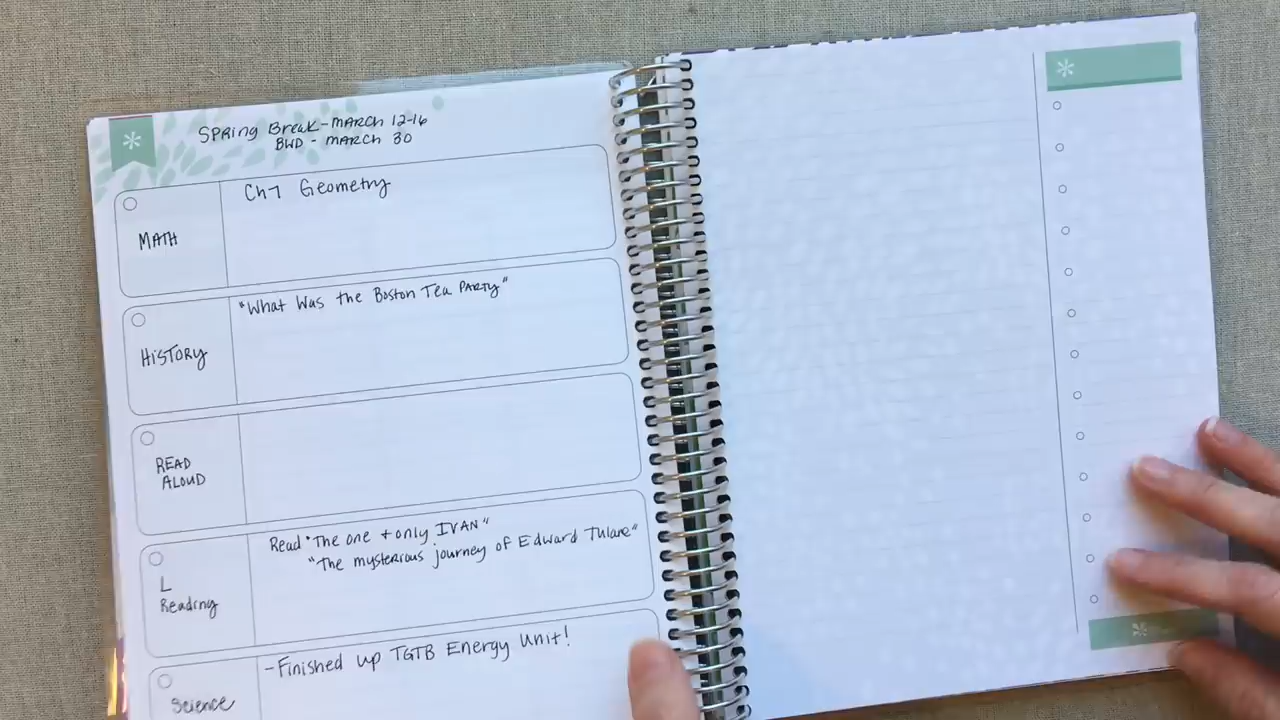 SPRing Break - MARCH 12-16
BWD - MARCH 30
MATH
Ch 7 Geometry
HISTORY
"What Was the Boston Tea PARTY"
READ
ALOUD
L
Reading
Read "The one + only IVAN"
"The mysterious journey of Edward Tulane"
Science
- Finished up TGTB Energy Unit!